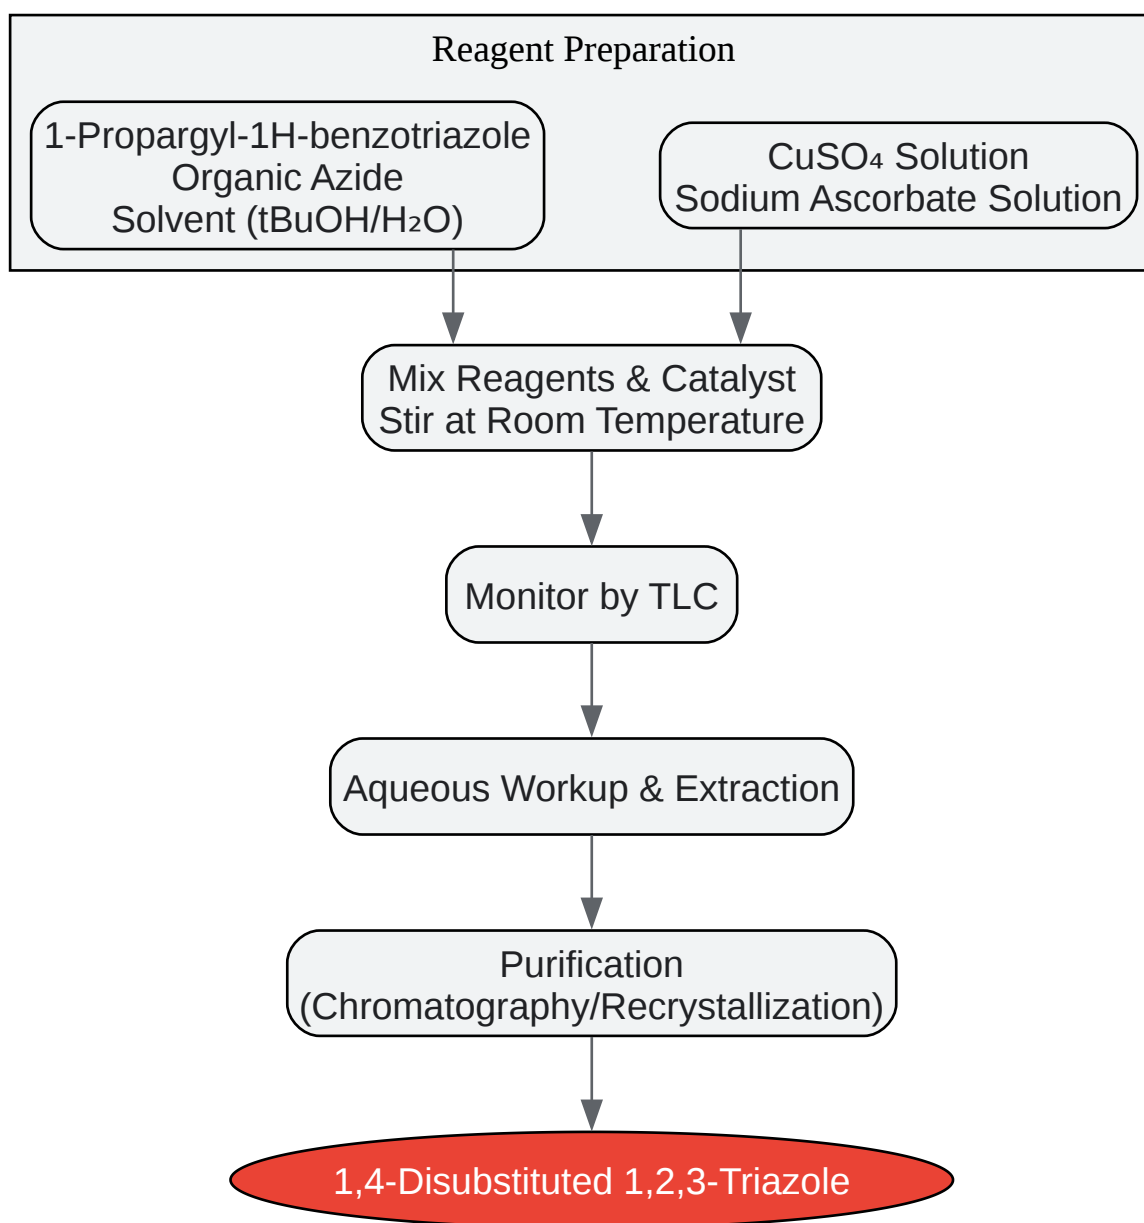 Reagent Preparation
1-Propargyl-1H-benzotriazole
Organic Azide
Solvent (tBuOH/H₂O)
CuSO₄ Solution
Sodium Ascorbate Solution
Mix Reagents & Catalyst
Stir at Room Temperature
Monitor by TLC
Aqueous Workup & Extraction
Purification
(Chromatography/Recrystallization)
1,4-Disubstituted 1,2,3-Triazole